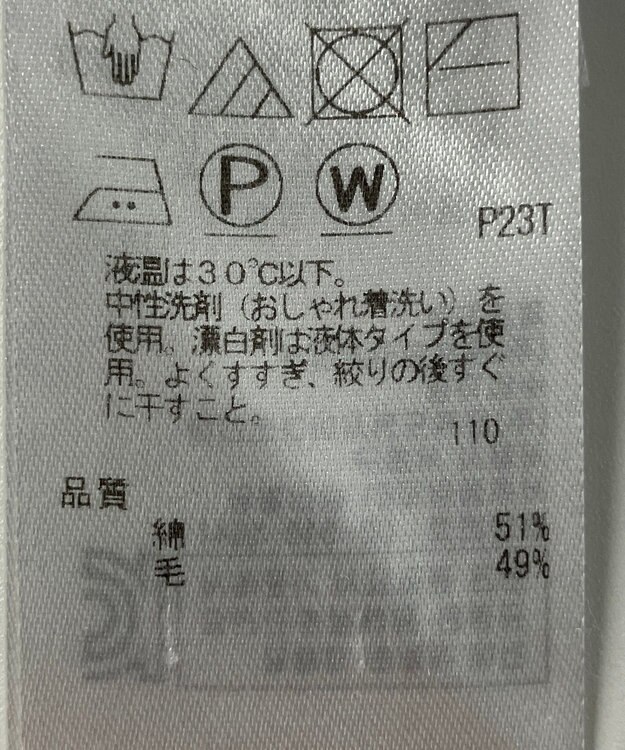 P W
P23T
液温は30℃以下。
中性洗剤（おしゃれ着洗い）を
使用。漂白剤は液体タイプを使
用。よくすすぎ、絞りの後すぐ
に干すこと。
110
品質
綿 51%
毛 49%